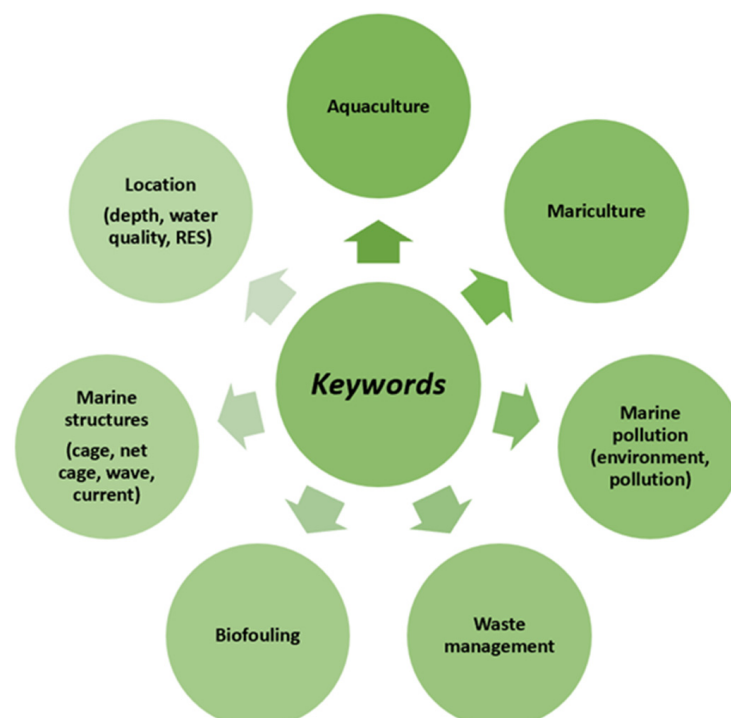 Aquaculture
Mariculture
Marine
pollution
(environment,
pollution)
Waste
management
Biofouling
Marine
structures
(cage, net
cage, wave,
current)
Location
(depth, water
quality, RES)
Keywords